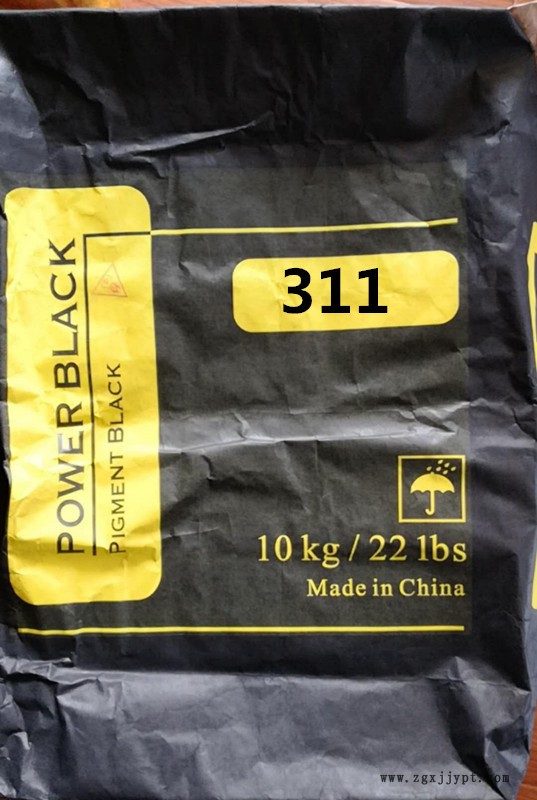 POWER BLACK
PIGMENT BLACK
311
10 kg / 22 lbs
Made in China
www.zgxjjypt.com